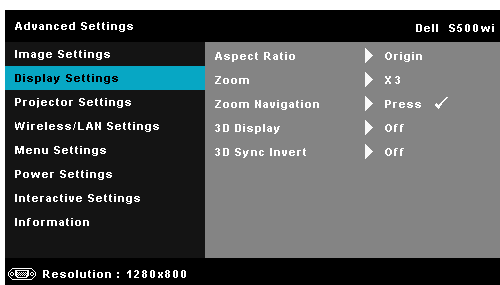 Advanced Settings Dell S500wi
Image Settings
Display Settings
Projector Settings
Wireless/LAN Settings
Menu Settings
Power Settings
Interactive Settings
Information
Aspect Ratio Origin
Zoom X3
Zoom Navigation Press ✓
3D Display Off
3D Sync Invert Off
Resolution : 1280x800